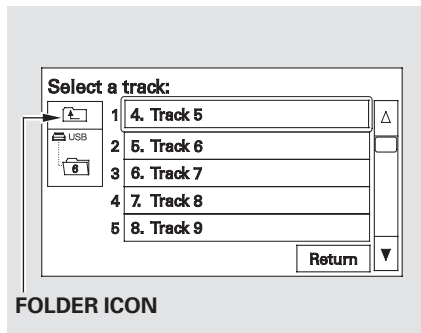 Select a track:
1 4. Track 5
USB
2 5. Track 6
6
3 6. Track 7
4 7. Track 8
5 8. Track 9
Return
FOLDER ICON